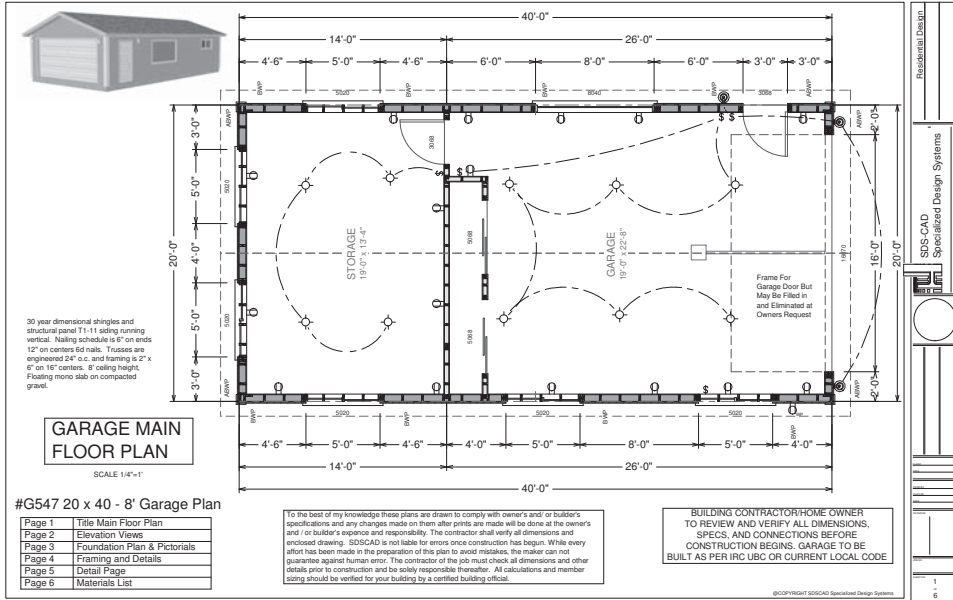 40'-0"
14'-0" 26'-0"
4'-6" 5'-0" 4'-6" 6'-0" 8'-0" 6'-0" 3'-0" 3'-0"
BWP 5020 BWP BWP 8040 BWP 3068
ABWP ABWP
20'-0"
3'-0"
5'-0"
4'-0"
5'-0"
3'-0"
5020
5020
ABWP
3068
$
$
$ $
$
STORAGE
19'-0" x 13'-4"
5068
5068
GARAGE
19'-0" x 22'-8"
Frame For
Garage Door But
May Be Filled in
and Eliminated at
Owners Request
2'-0"
16'-0"
2'-0"
20'-0"
16070
ABWP
30 year dimensional shingles and
structural panel T1-11 siding running
vertical. Nailing schedule is 6" on ends
12" on centers 6d nails. Trusses are
engineered 24" o.c. and framing is 2" x
6" on 16" centers. 8' ceiling height,
Floating mono slab on compacted
gravel.
BWP 5020 BWP 5020 BWP 5020 BWP
4'-6" 5'-0" 4'-6" 4'-0" 5'-0" 8'-0" 5'-0" 4'-0"
14'-0" 26'-0"
40'-0"
GARAGE MAIN
FLOOR PLAN
SCALE 1/4"=1'
#G547 20 x 40 - 8' Garage Plan
Page 1 Title Main Floor Plan
Page 2 Elevation Views
Page 3 Foundation Plan & Pictorials
Page 4 Framing and Details
Page 5 Detail Page
Page 6 Materials List
To the best of my knowledge these plans are drawn to comply with owner's and/ or builder's
specifications and any changes made on them after prints are made will be done at the owner's
and / or builder's expence and responsibility. The contractor shall verify all dimensions and
enclosed drawing. SDSCAD is not liable for errors once construction has begun. While every
affort has been made in the preparation of this plan to avoid mistakes, the maker can not
guarantee against human error. The contractor of the job must check all dimensions and other
details prior to construction and be solely responsible thereafter. All calculations and member
sizing should be verified for your building by a certified building official.
BUILDING CONTRACTOR/HOME OWNER
TO REVIEW AND VERIFY ALL DIMENSIONS,
SPECS, AND CONNECTIONS BEFORE
CONSTRUCTION BEGINS. GARAGE TO BE
BUILT AS PER IRC UBC OR CURRENT LOCAL CODE
@COPYRIGHT SDSCAD Specialized Design Systems
Residential Design
SDS-CAD
Specialized Design Systems
1
6